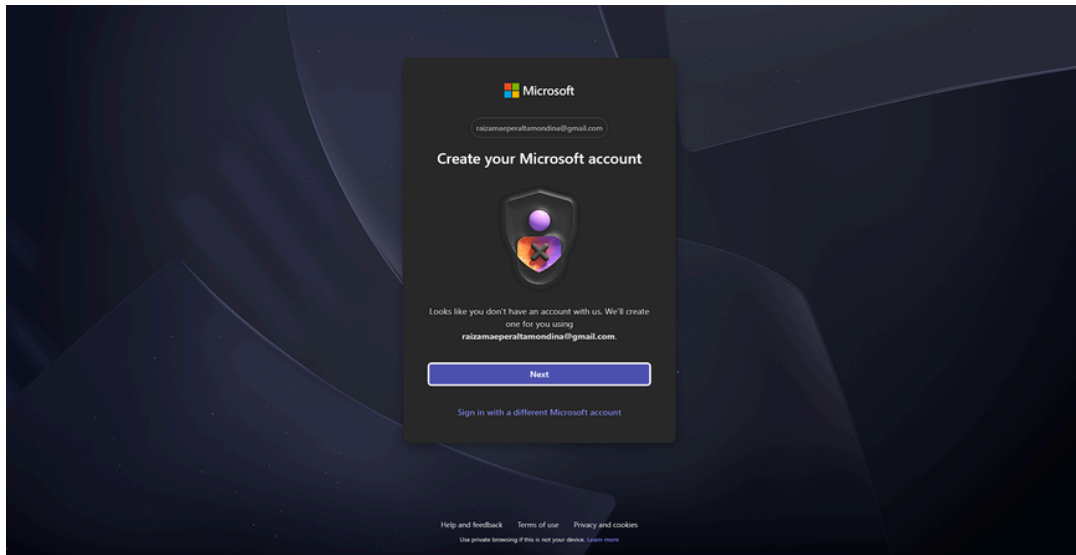 Microsoft
raizamaeperaltamondina@gmail.com
Create your Microsoft account
Looks like you don't have an account with us. We'll create
one for you using
raizamaeperaltamondina@gmail.com.
Next
Sign in with a different Microsoft account
Help and feedback Terms of use Privacy and cookies
Use private browsing if this is not your device. Learn more